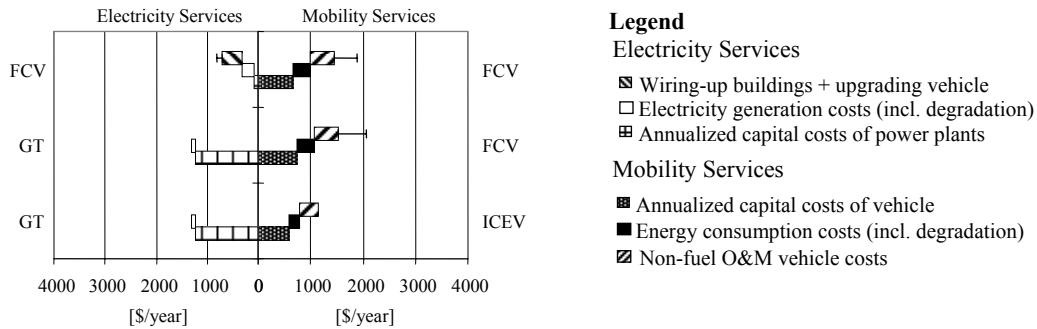 Electricity Services Mobility Services
FCV FCV
GT FCV
GT ICEV
4000 3000 2000 1000 0 1000 2000 3000 4000
[$/year] [$/year]
Legend
Electricity Services
Wiring-up buildings + upgrading vehicle
Electricity generation costs (incl. degradation)
Annualized capital costs of power plants
Mobility Services
Annualized capital costs of vehicle
Energy consumption costs (incl. degradation)
Non-fuel O&M vehicle costs